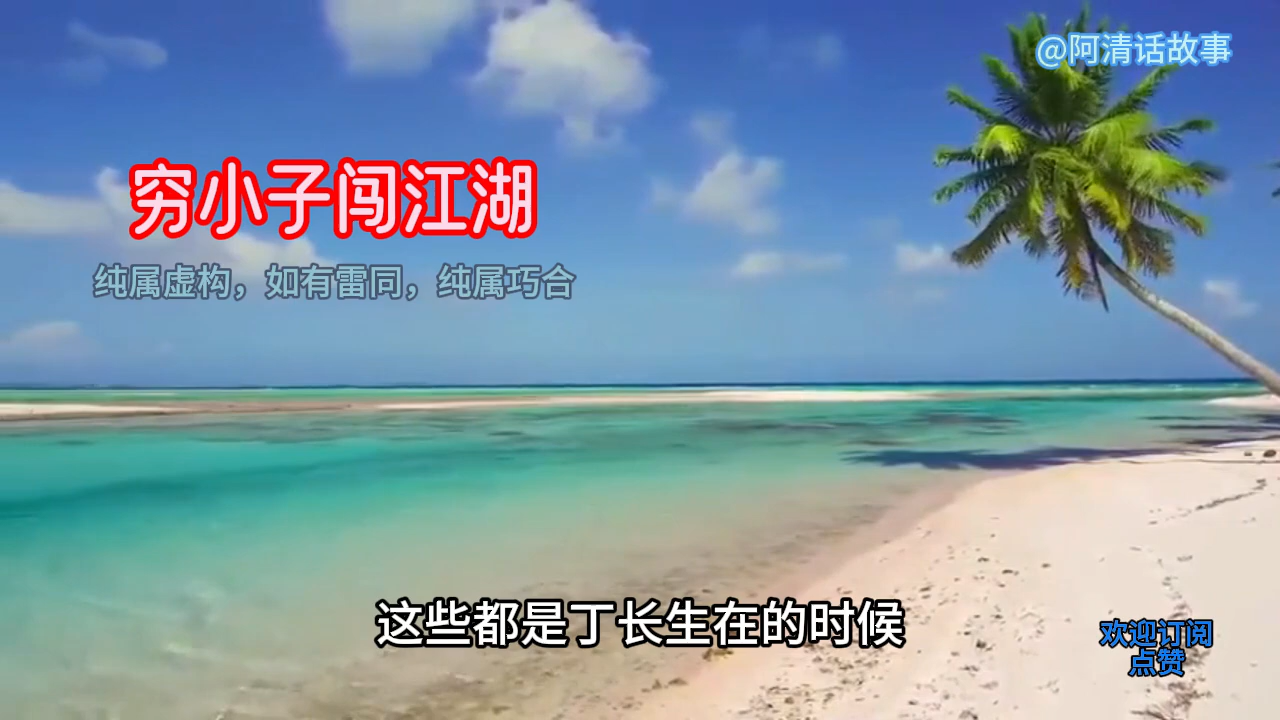 @阿清话故事
穷小子闯江湖
纯属虚构，如有雷同，纯属巧合
这些都是丁长生在的时候
欢迎订阅
点赞